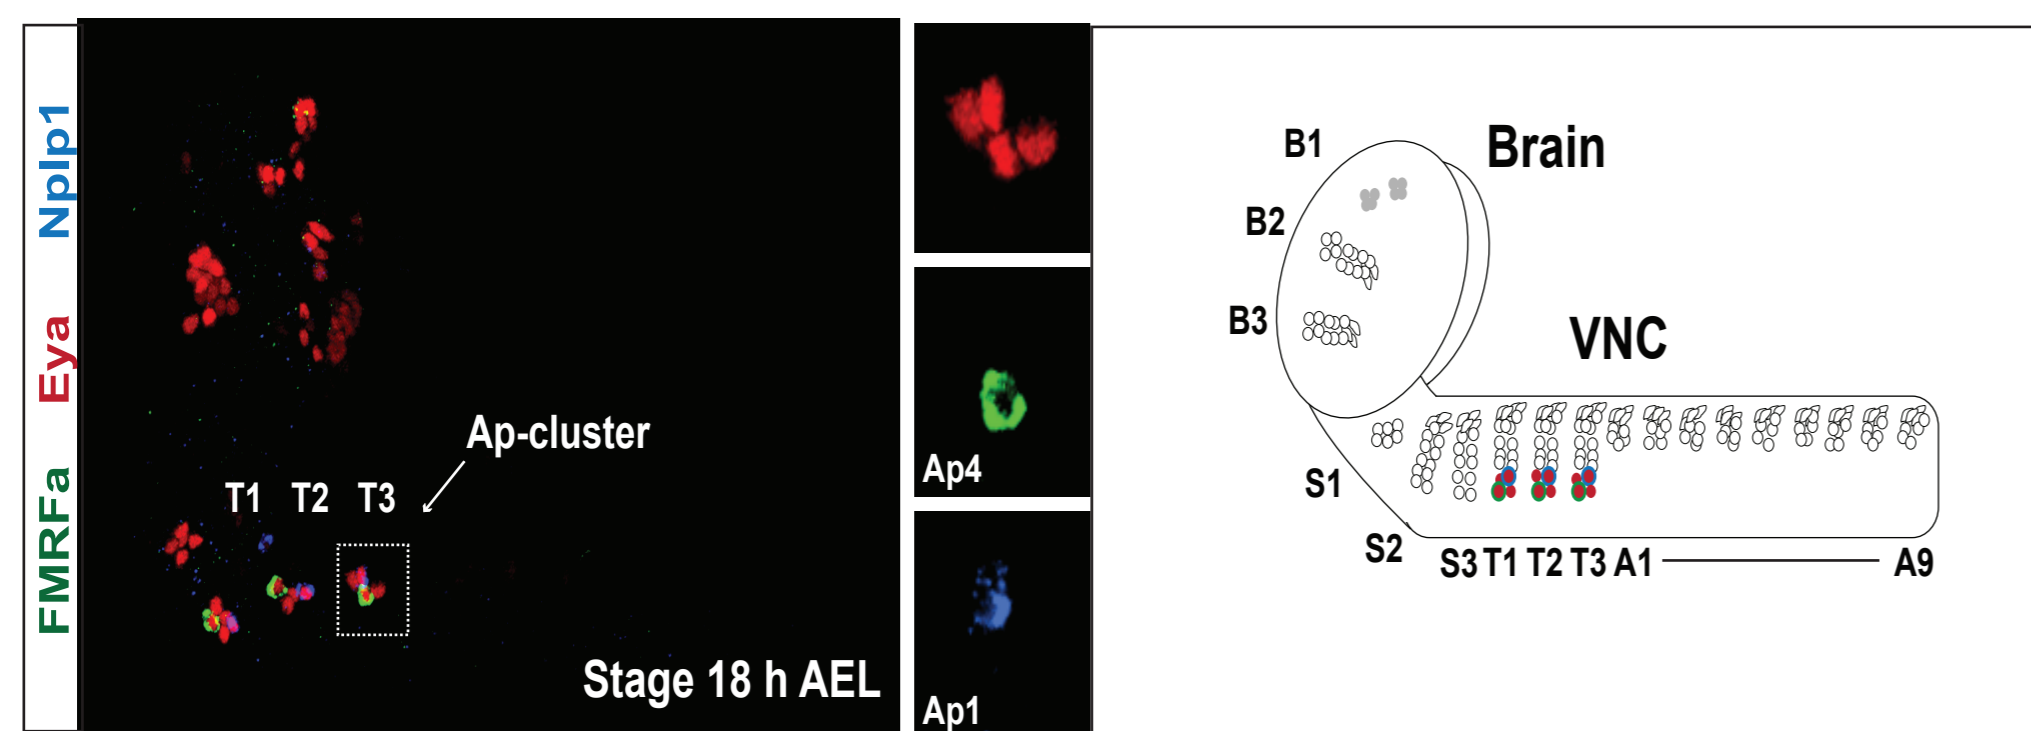 FMRFa Eya Nplp1
Ap-cluster
T1 T2 T3
Stage 18 h AEL
Ap4
Ap1
Brain
B1
B2
B3
VNC
S1
S2
S3 T1 T2 T3 A1 A9